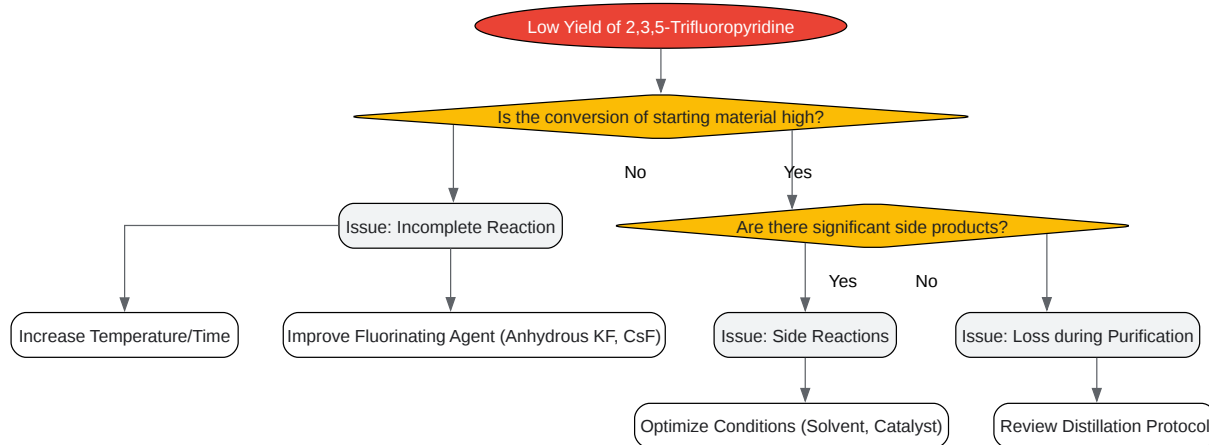 Low Yield of 2,3,5-Trifluoropyridine
Is the conversion of starting material high?
No
Yes
Issue: Incomplete Reaction
Are there significant side products?
Yes
No
Increase Temperature/Time
Improve Fluorinating Agent (Anhydrous KF, CsF)
Issue: Side Reactions
Issue: Loss during Purification
Optimize Conditions (Solvent, Catalyst)
Review Distillation Protocol